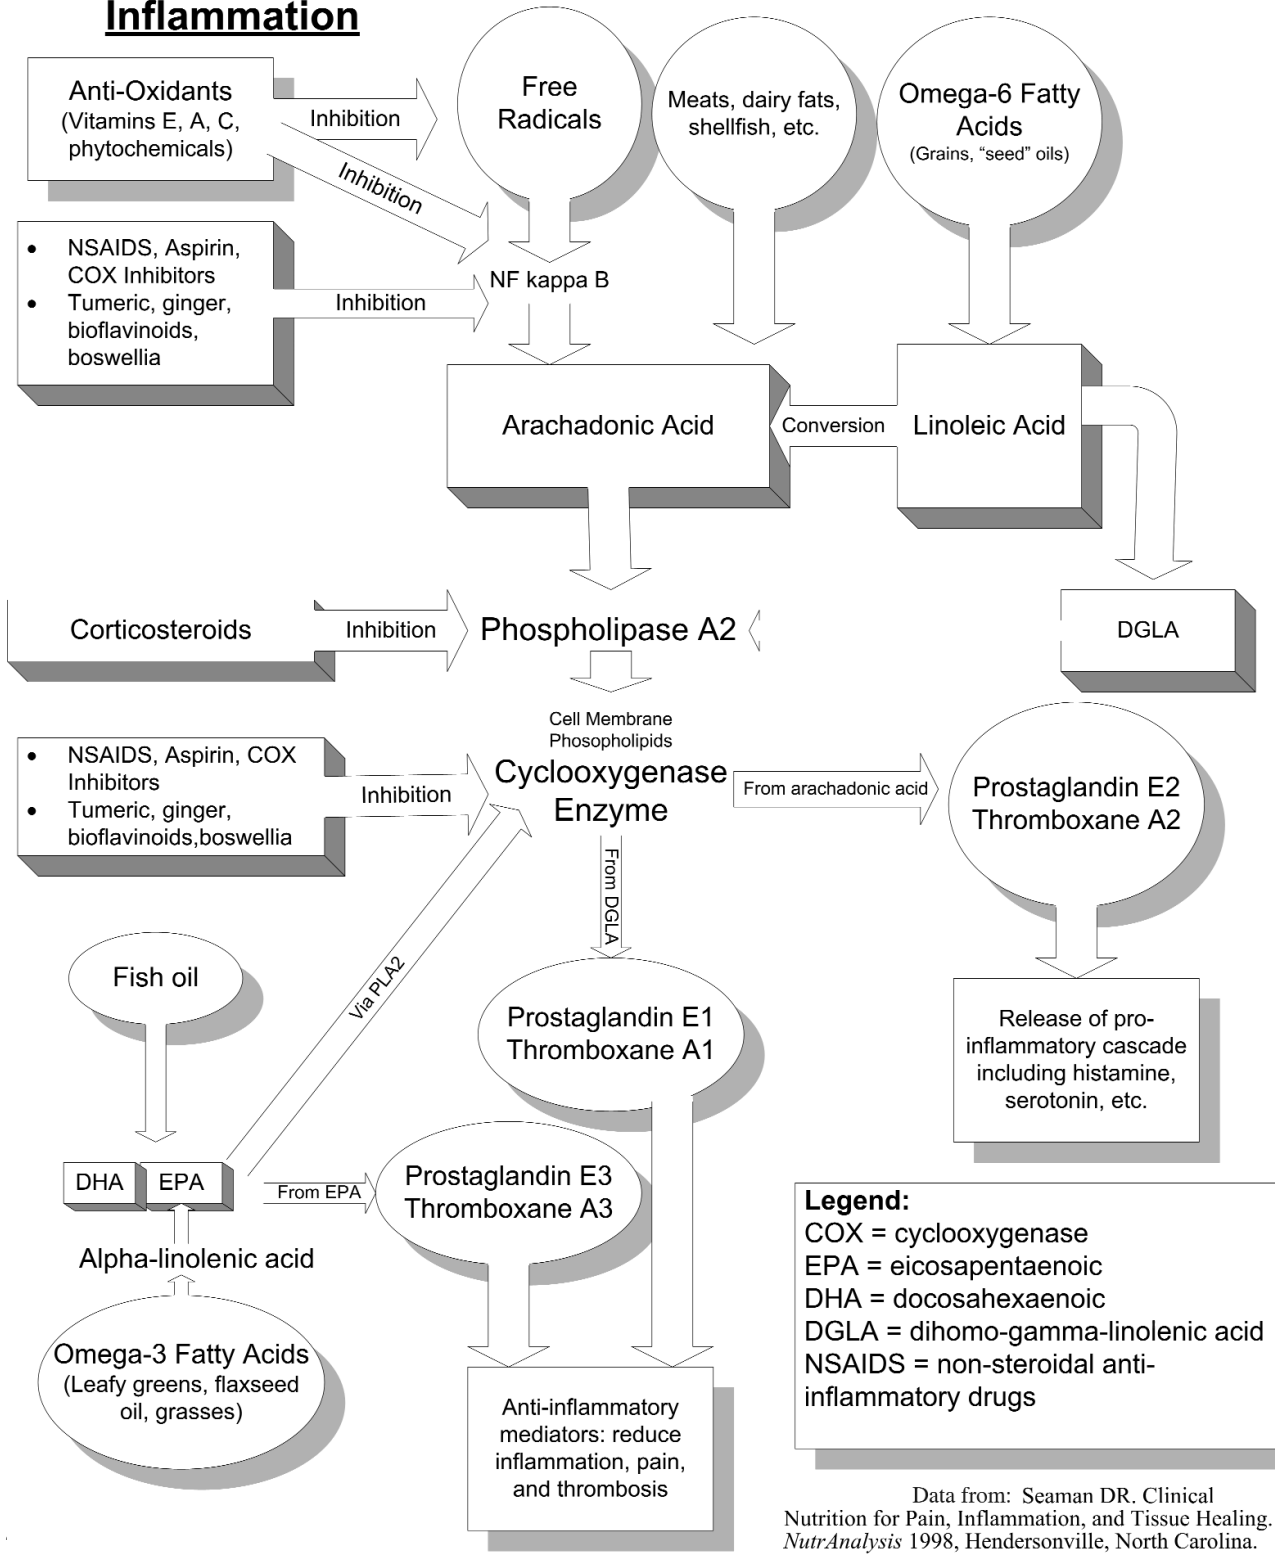 Inflammation
Anti-Oxidants
(Vitamins E, A, C,
phytochemicals)
Inhibition
Inhibition
Free
Radicals
Meats, dairy fats,
shellfish, etc.
Omega-6 Fatty
Acids
(Grains, “seed” oils)
• NSAIDS, Aspirin,
COX Inhibitors
• Tumeric, ginger,
bioflavinoids,
boswellia
Inhibition
NF kappa B
Arachadonic Acid
Conversion
Linoleic Acid
Corticosteroids
Inhibition
Phospholipase A2
DGLA
Cell Membrane
Phosopholipids
• NSAIDS, Aspirin, COX
Inhibitors
• Tumeric, ginger,
bioflavinoids,boswellia
Inhibition
Cyclooxygenase
Enzyme
From arachadonic acid
Prostaglandin E2
Thromboxane A2
From DGLA
Fish oil
Via PLA2
Prostaglandin E1
Thromboxane A1
Release of pro-
inflammatory cascade
including histamine,
serotonin, etc.
DHA
EPA
From EPA
Prostaglandin E3
Thromboxane A3
Alpha-linolenic acid
Omega-3 Fatty Acids
(Leafy greens, flaxseed
oil, grasses)
Anti-inflammatory
mediators: reduce
inflammation, pain,
and thrombosis
Legend:
COX = cyclooxygenase
EPA = eicosapentaenoic
DHA = docosahexaenoic
DGLA = dihomo-gamma-linolenic acid
NSAIDS = non-steroidal anti-
inflammatory drugs
Data from: Seaman DR. Clinical
Nutrition for Pain, Inflammation, and Tissue Healing.
NutrAnalysis 1998, Hendersonville, North Carolina.